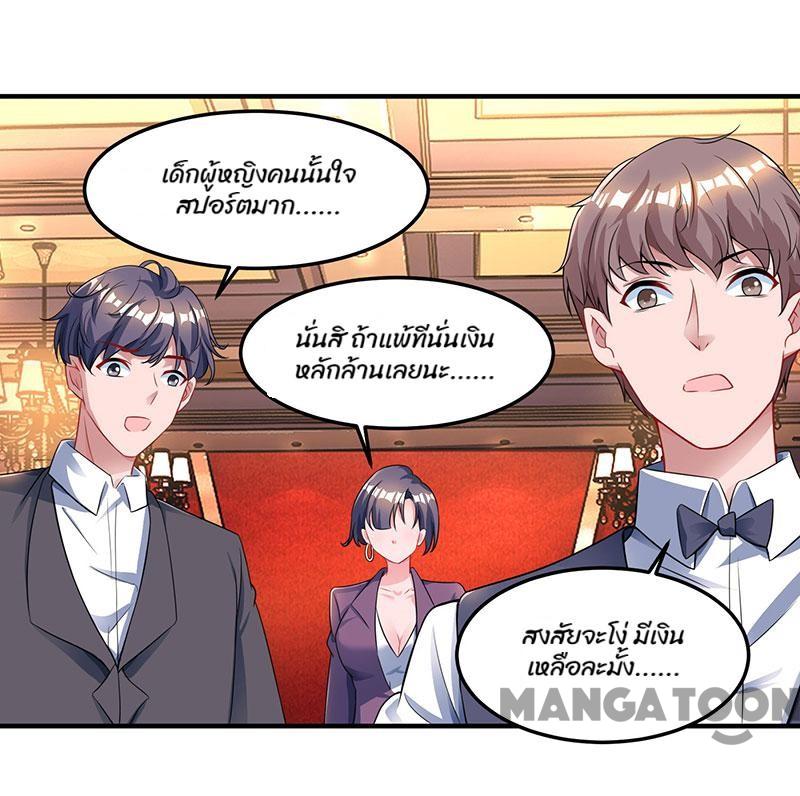 เด็กผู้หญิงคนนั้นใจ
สปอร์ตมาก......
นั่นสิ ถ้าแพ้ทีนั่นเงิน
หลักล้านเลยนะ......
สงสัยจะโง่ มีเงิน
เหลือละมั้ง......
MANGATOON